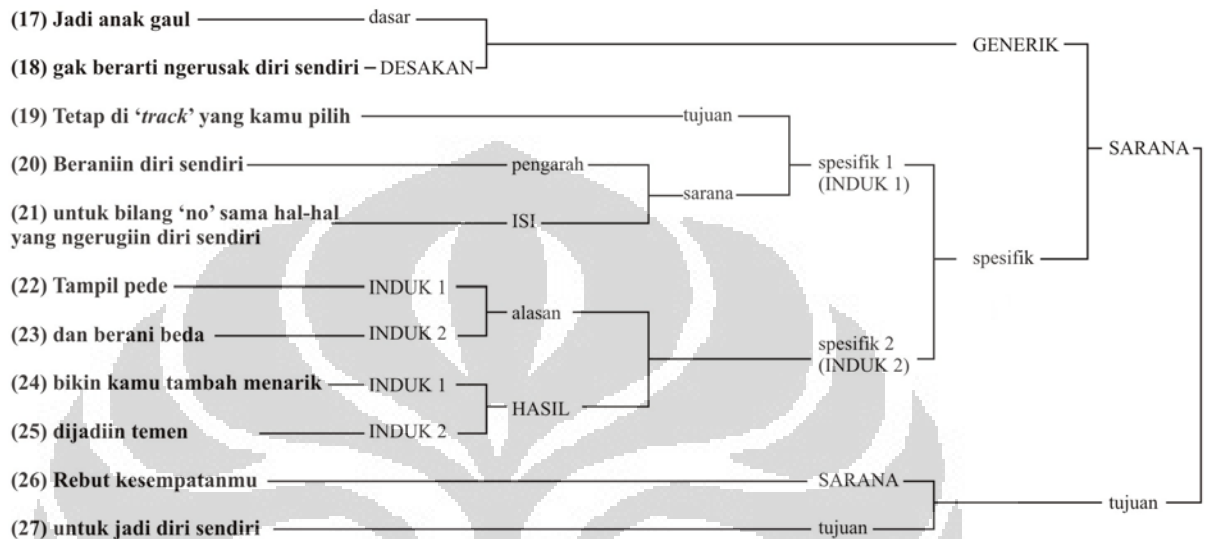 (17) Jadi anak gaul dasar
GENERIK
(18) gak berarti ngerusak diri sendiri DESAKAN
(19) Tetap di ‘track’ yang kamu pilih tujuan
SARANA
(20) Beraniin diri sendiri pengarah spesifik 1
(INDUK 1)
sarana
(21) untuk bilang ‘no’ sama hal-hal
yang ngerugiin diri sendiri ISI
spesifik
(22) Tampil pede INDUK 1
alasan
(23) dan berani beda INDUK 2
spesifik 2
(INDUK 2)
(24) bikin kamu tambah menarik INDUK 1
HASIL
(25) dijadiin temen INDUK 2
(26) Rebut kesempatanmu SARANA
tujuan
(27) untuk jadi diri sendiri tujuan